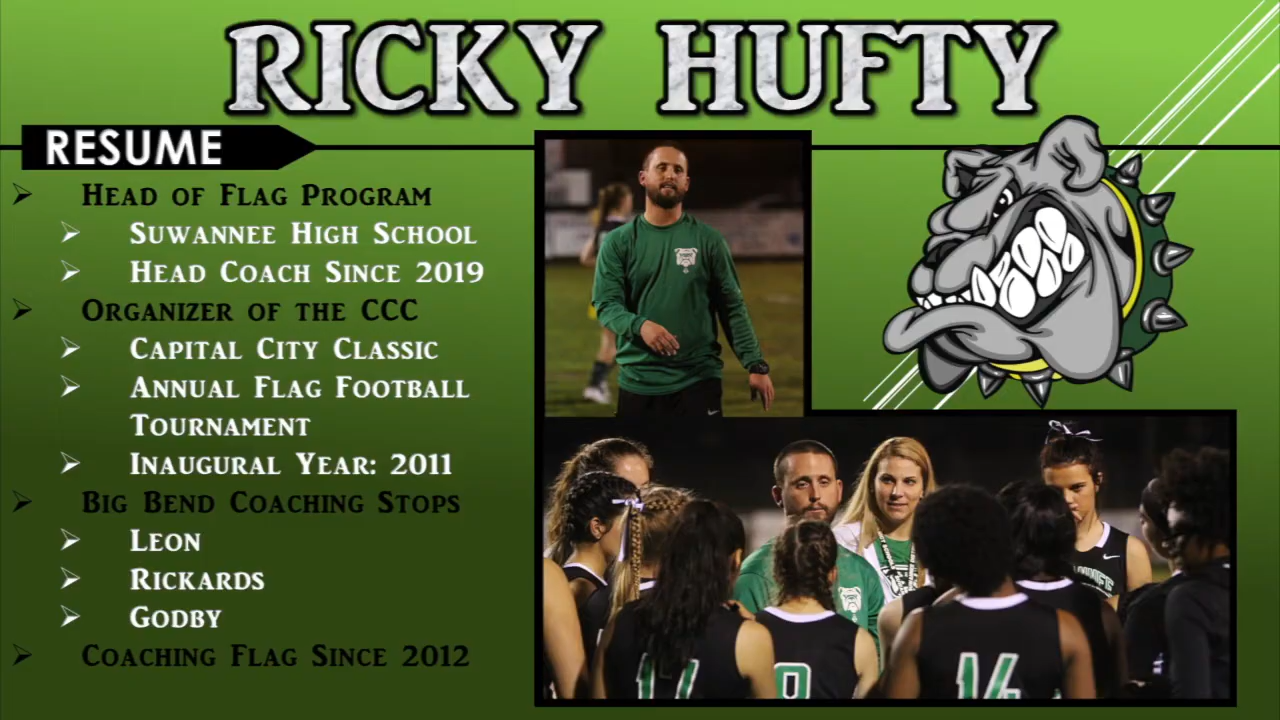 RICKY HUFTY
RESUME
HEAD OF FLAG PROGRAM
SUWANNEE HIGH SCHOOL
HEAD COACH SINCE 2019
ORGANIZER OF THE CCC
CAPITAL CITY CLASSIC
ANNUAL FLAG FOOTBALL
TOURNAMENT
INAUGURAL YEAR: 2011
BIG BEND COACHING STOPS
LEON
RICKARDS
GODBY
COACHING FLAG SINCE 2012
14